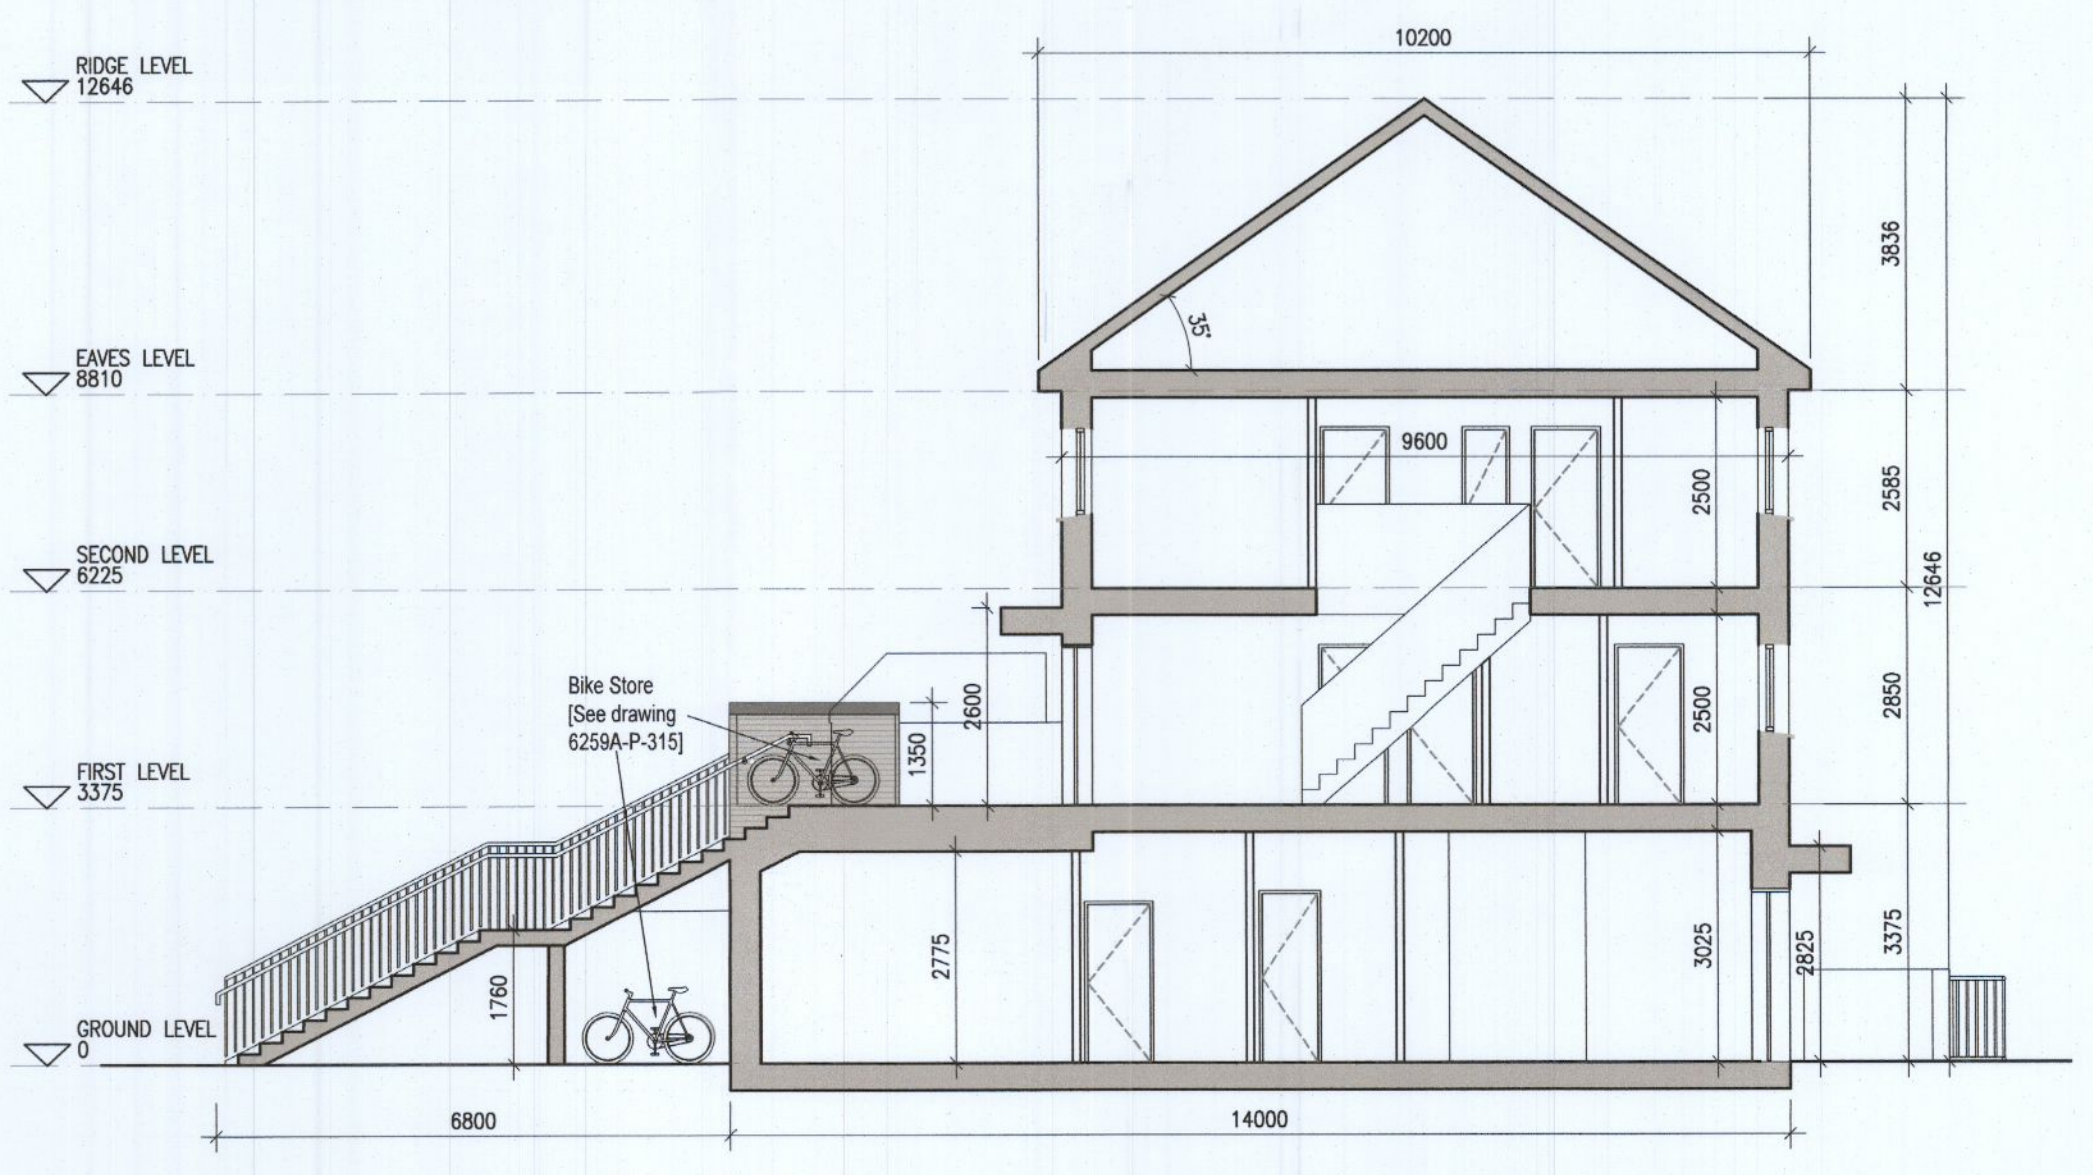 10200
RIDGE LEVEL
12646
3836
35°
EAVES LEVEL
8810
9600
2500
2585
SECOND LEVEL
6225
12646
2600
2500
2850
Bike Store
[See drawing
6259A-P-315]
1350
FIRST LEVEL
3375
2775
3025
2825
3375
1760
GROUND LEVEL
0
6800
14000